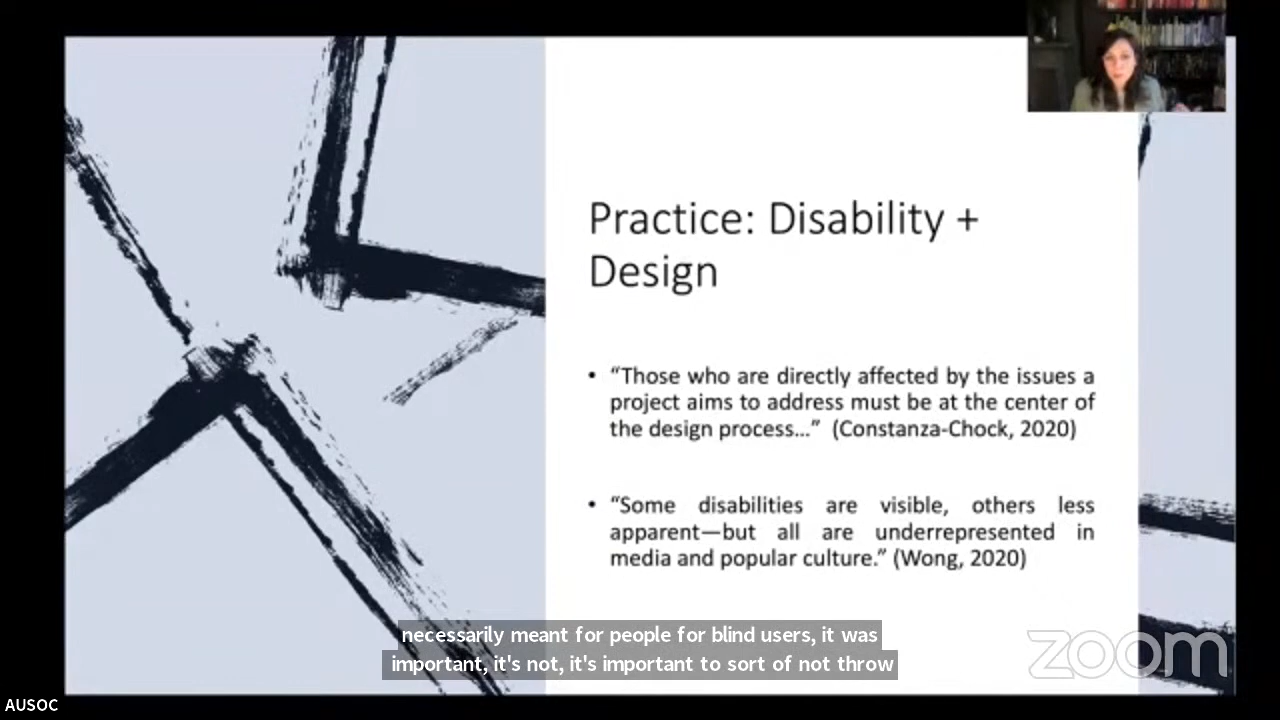 Practice: Disability +
Design
• “Those who are directly affected by the issues a
project aims to address must be at the center of
the design process…” (Constanza-Chock, 2020)
• “Some disabilities are visible, others less
apparent—but all are underrepresented in
media and popular culture.” (Wong, 2020)
necessarily meant for people for blind users, it was
important, it's not, it's important to sort of not throw
zoom
AUSOC